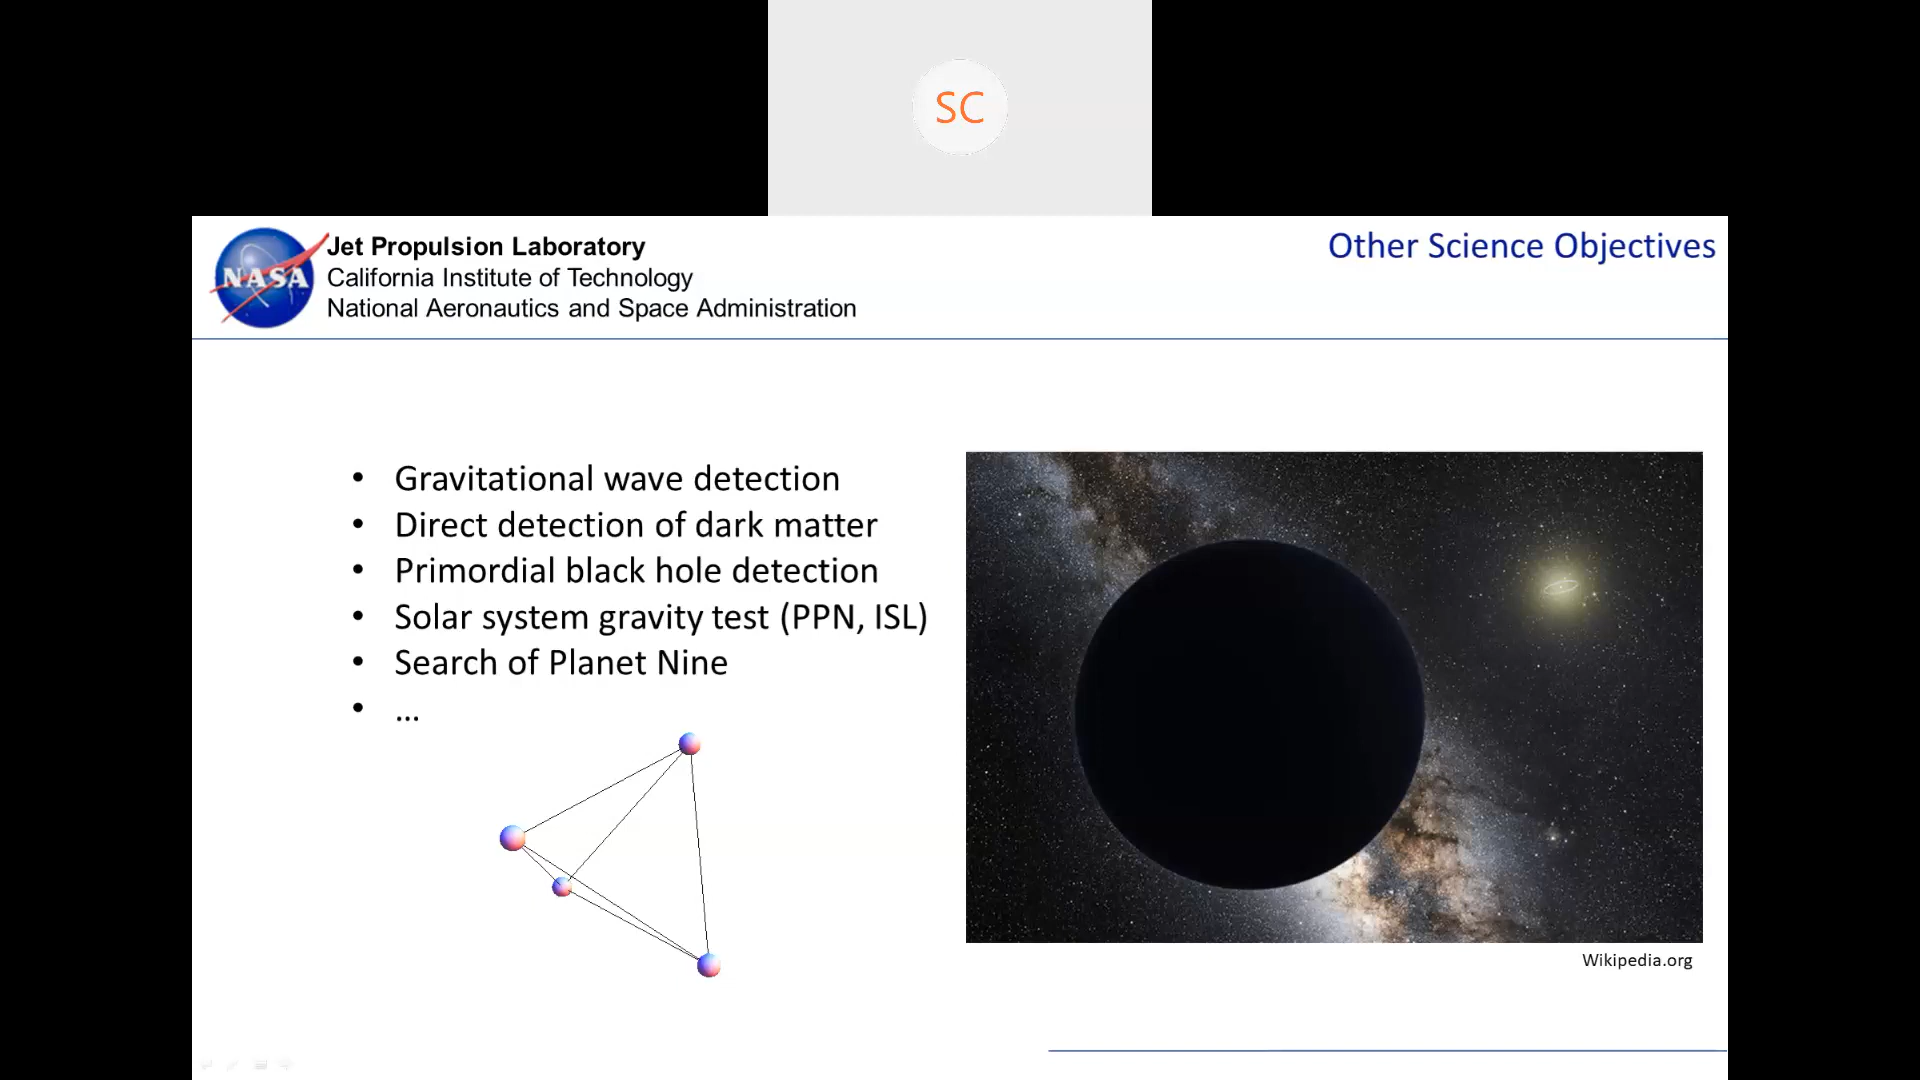 SC
NASA
Jet Propulsion Laboratory
California Institute of Technology
National Aeronautics and Space Administration
Other Science Objectives
• Gravitational wave detection
• Direct detection of dark matter
• Primordial black hole detection
• Solar system gravity test (PPN, ISL)
• Search of Planet Nine
• ...
Wikipedia.org